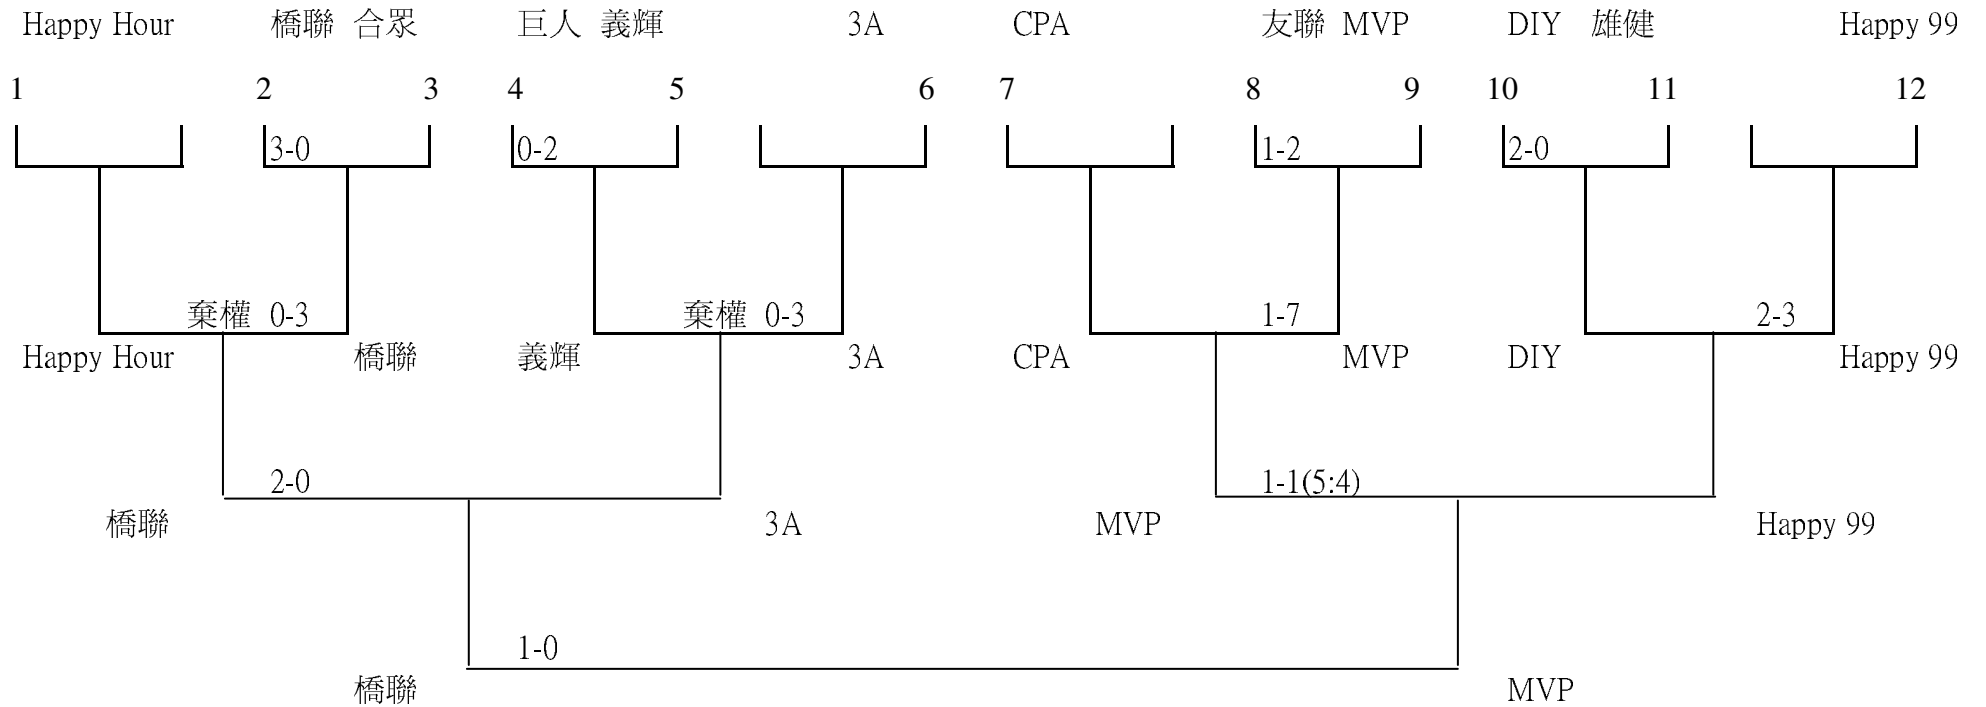 Happy Hour 橋聯 合眾 巨人 義輝 3A CPA 友聯 MVP DIY 雄健 Happy 99
1 2 3 4 5 6 7 8 9 10 11 12
3-0 0-2 1-2 2-0
棄權 0-3 棄權 0-3 1-7 2-3
Happy Hour 橋聯 義輝 3A CPA MVP DIY Happy 99
2-0 1-1(5:4)
橋聯 3A MVP Happy 99
1-0
橋聯 MVP